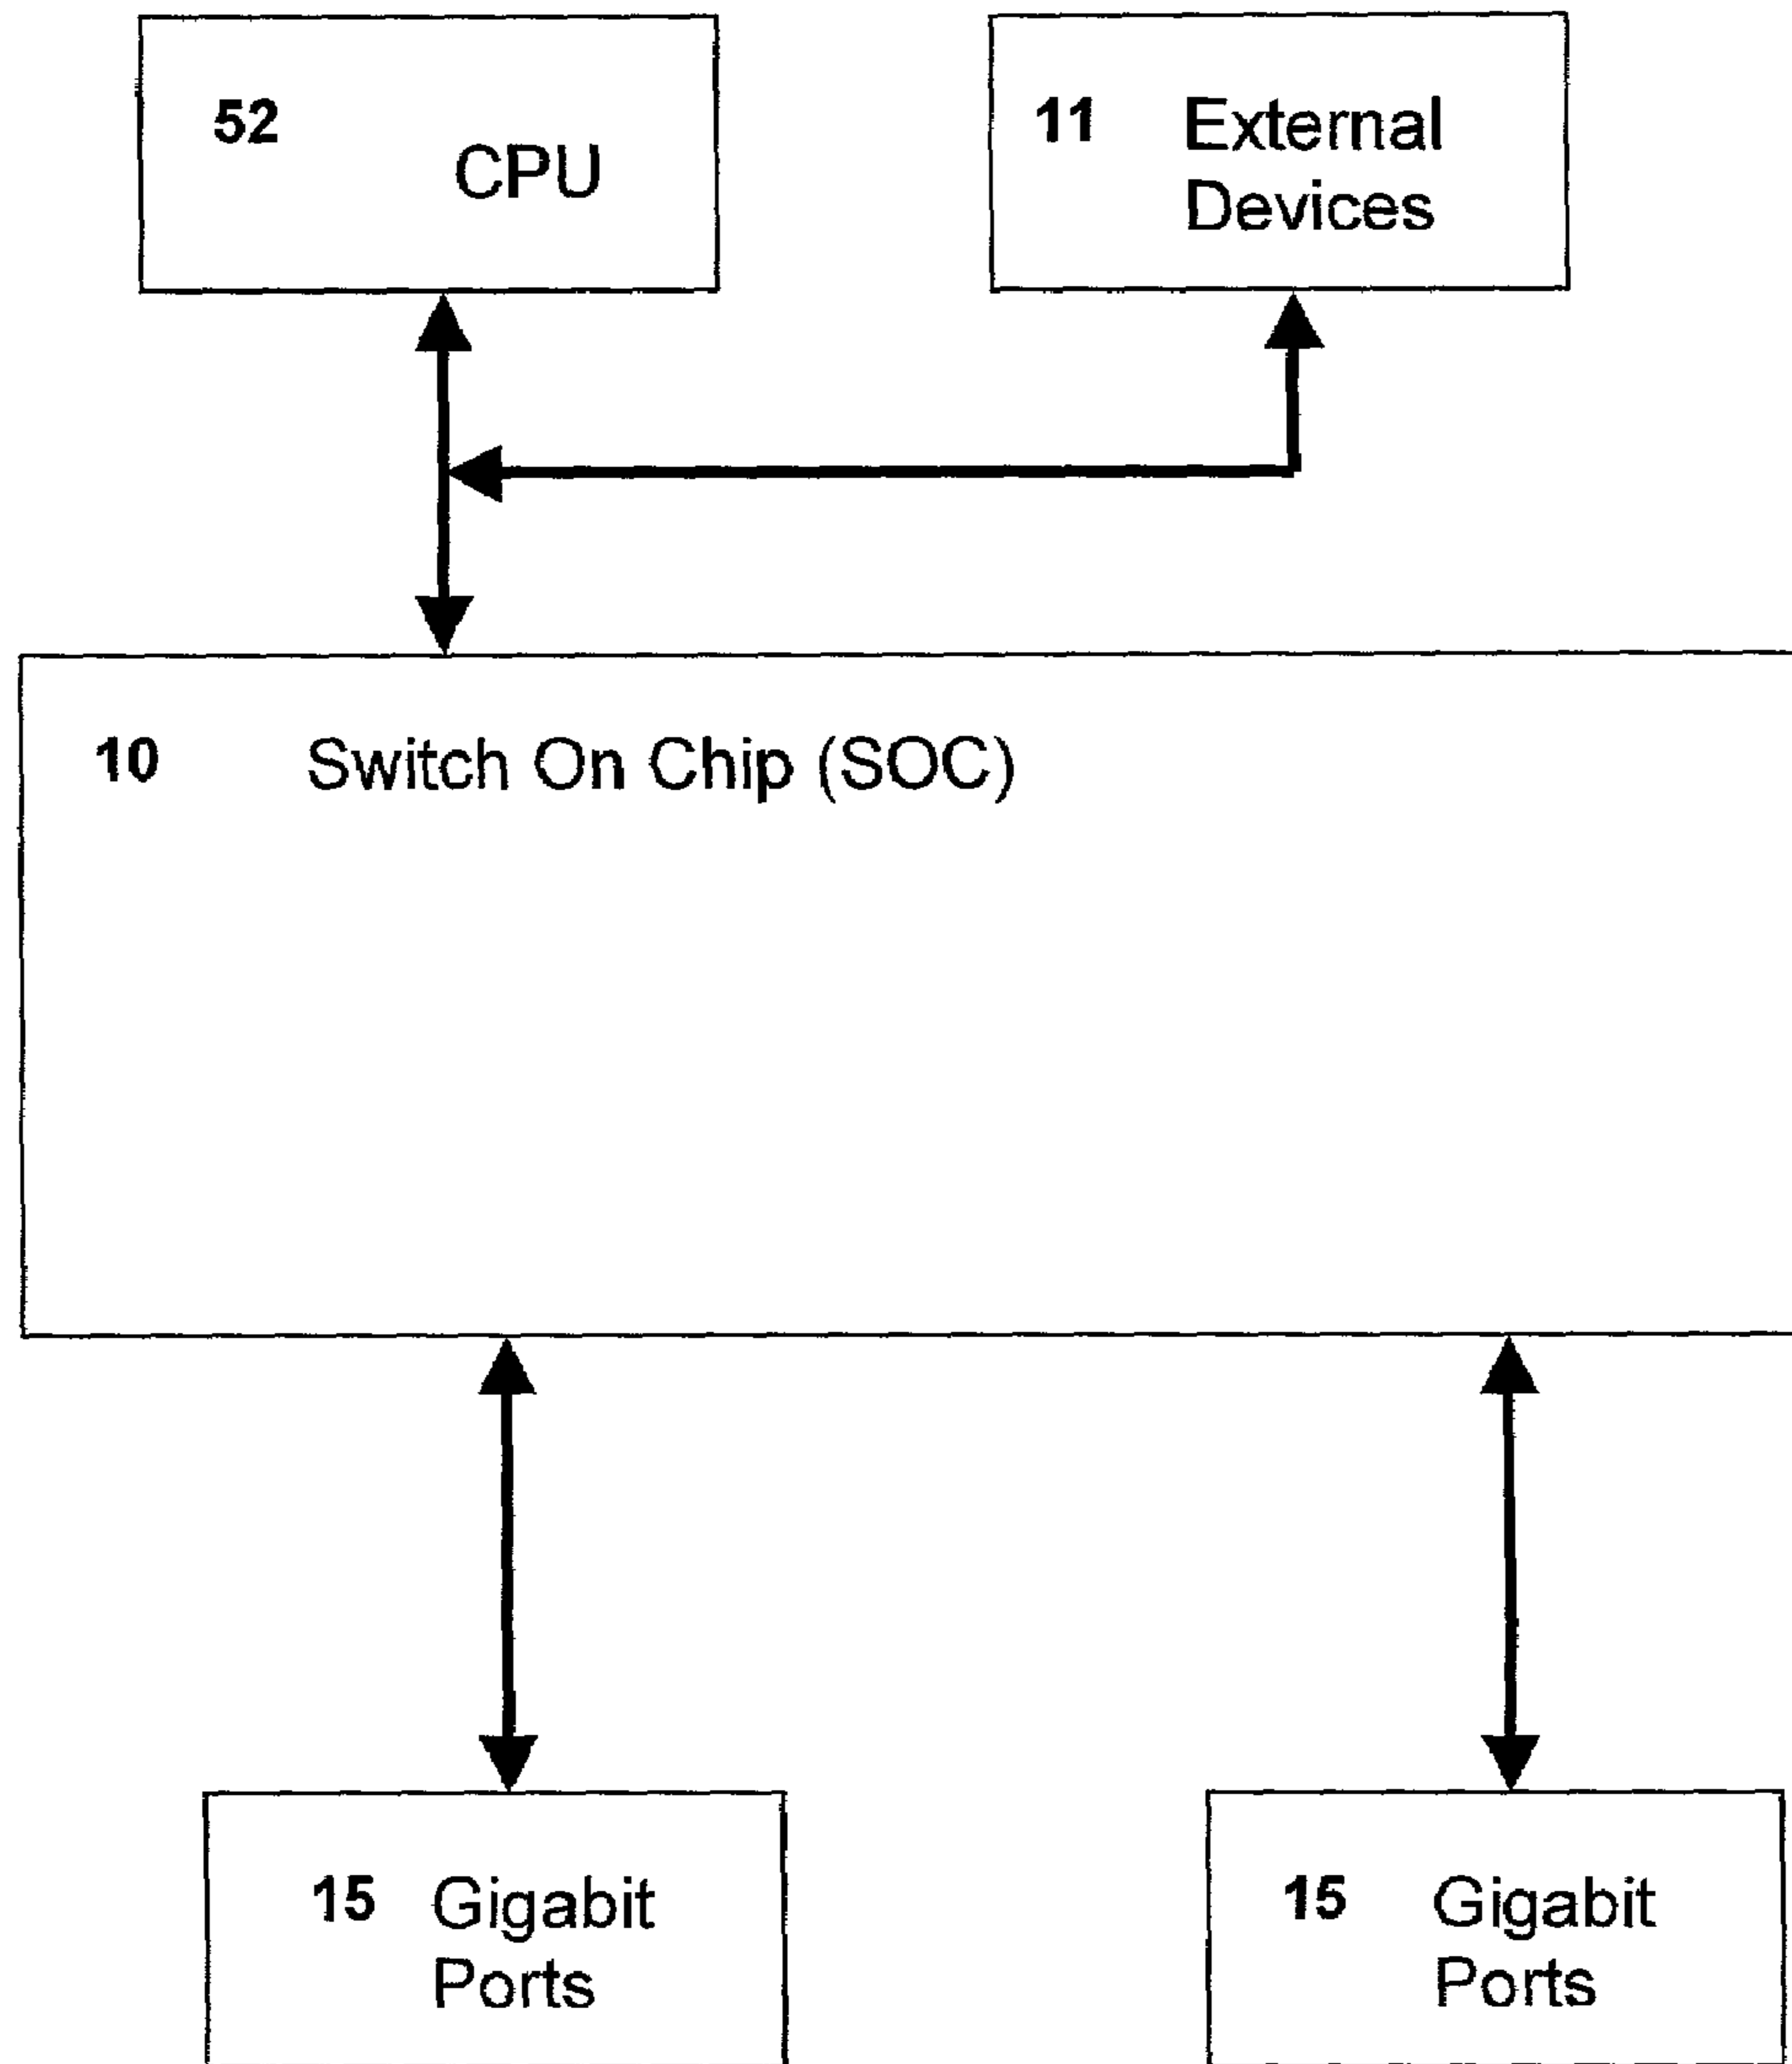 52
CPU
11 External
Devices
10 Switch On Chip (SOC)
15 Gigabit
Ports
15 Gigabit
Ports